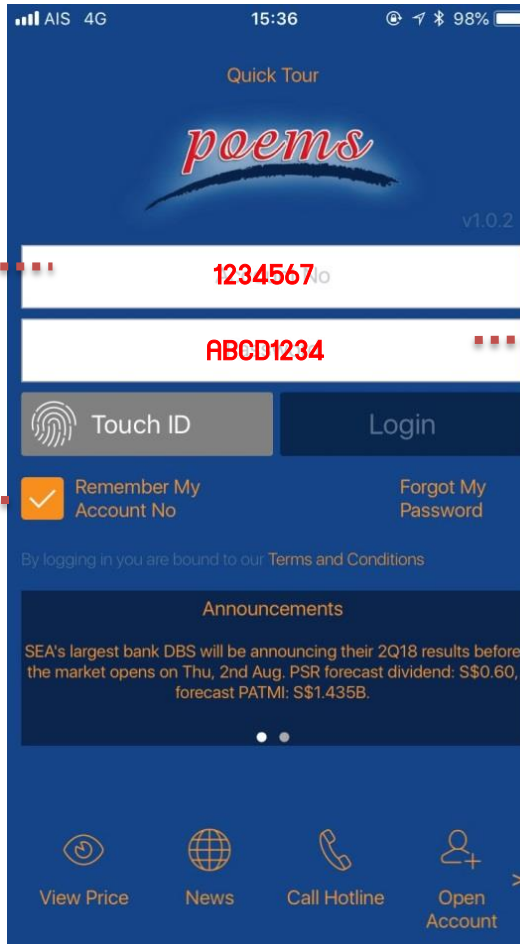 AIS 4G 15:36 98%
Quick Tour
poems
v1.0.2
1234567 No
ABCD1234
Touch ID Login
Remember My Account No
Forgot My Password
By logging in you are bound to our Terms and Conditions
Announcements
SEA's largest bank DBS will be announcing their 2Q18 results before
the market opens on Thu, 2nd Aug. PSR forecast dividend: S$0.60,
forecast PATMI: S$1.435B.
View Price News Call Hotline Open Account >